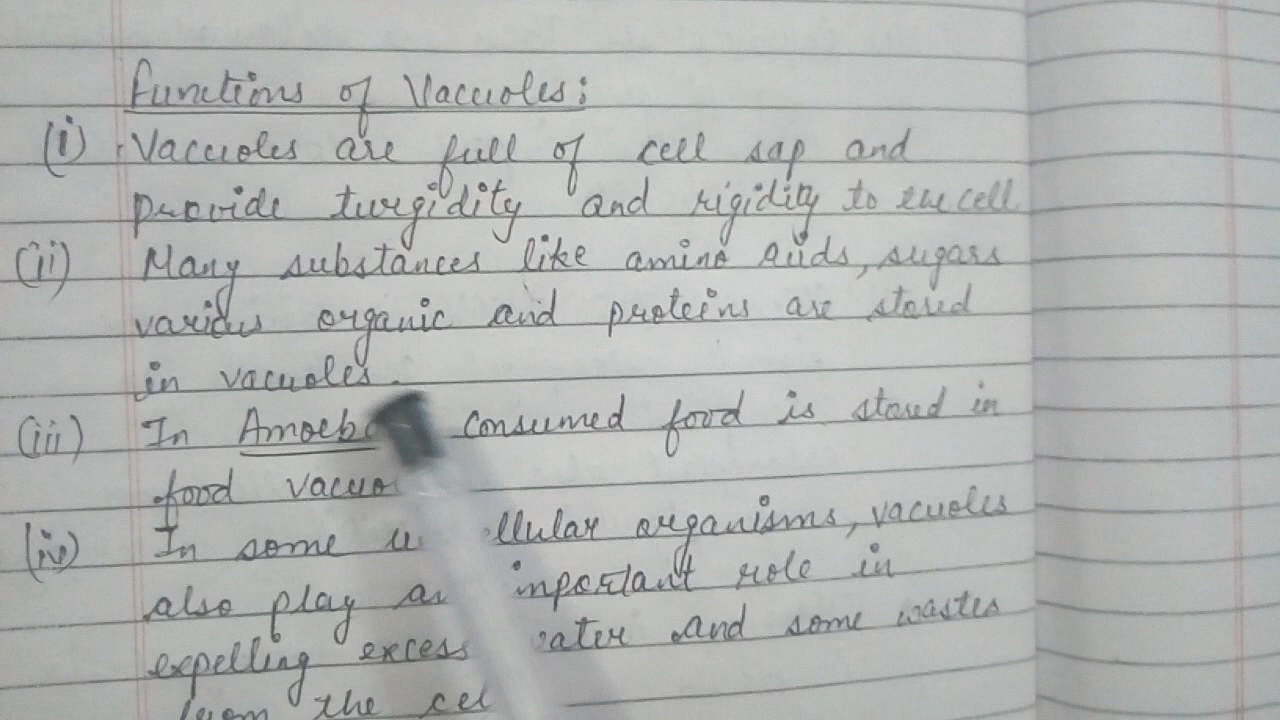 Functions of Vacuoles:
(i) Vacuoles are full of cell sap and
provide turgidity and rigidity to the cell
(ii) Many substances like amino acids, sugars
various organic and proteins are stored
in vacuoles.
(iii) In Amoeb consumed food is stored in
food vacuo
(iv) In some llular organisms, vacuoles
also play important role in
expelling excess ater and some wastes
from the cel